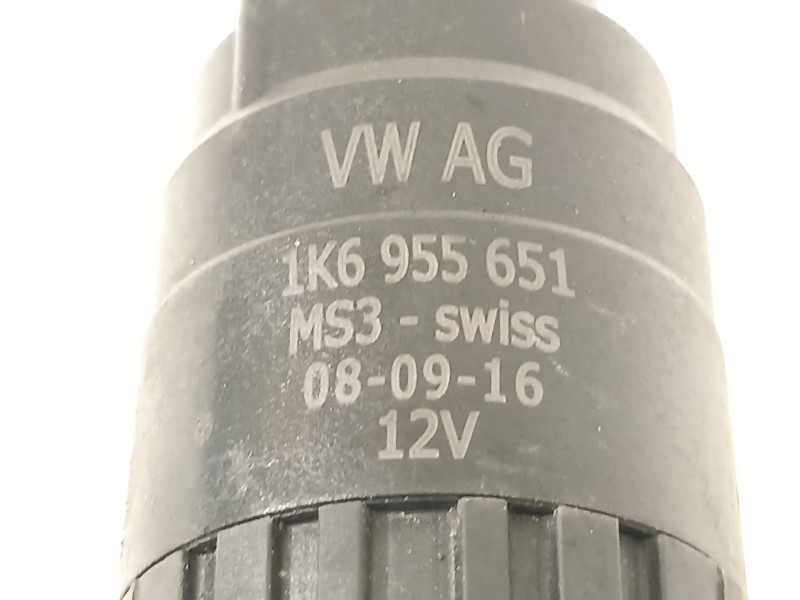 VW AG
1K6 955 651
MS3 - swiss
08-09-16
12V